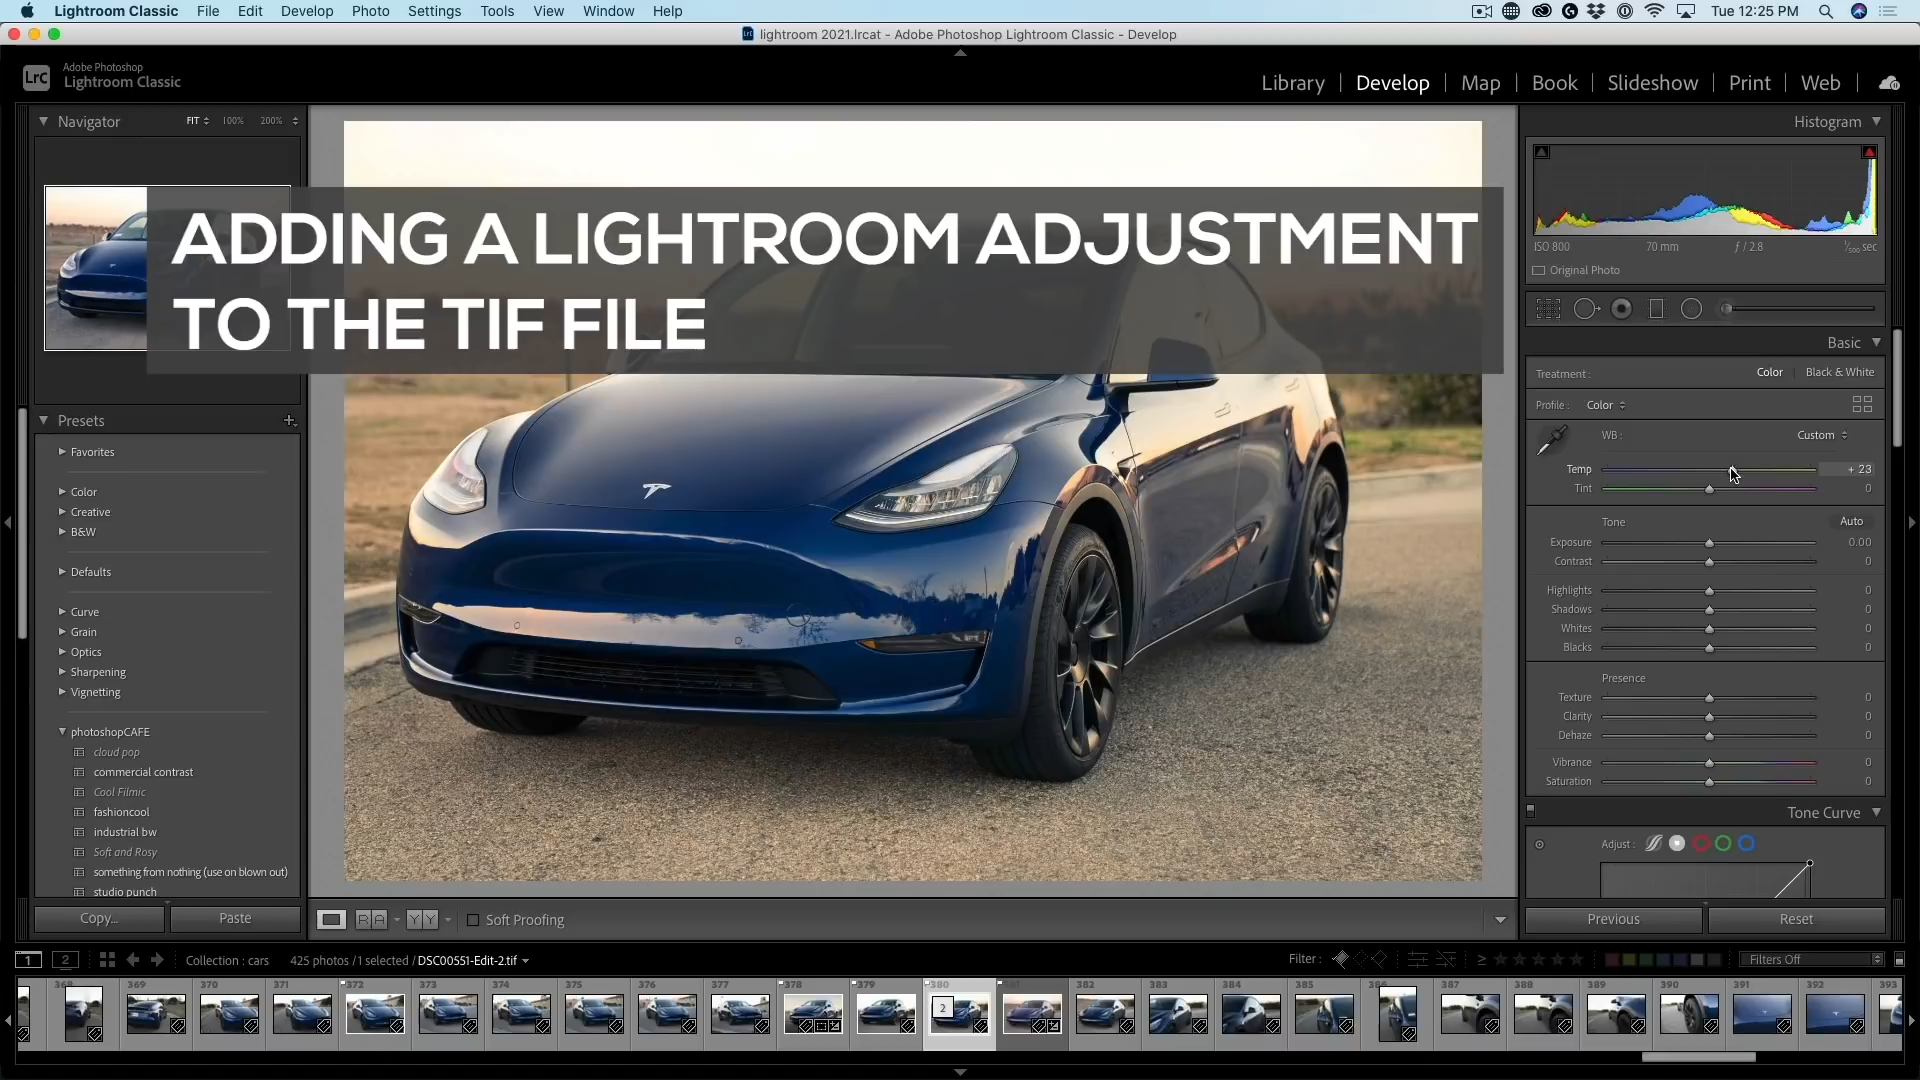 Lightroom Classic File Edit Develop Photo Settings Tools View Window Help Tue 12:25 PM
lightroom 2021.lrcat - Adobe Photoshop Lightroom Classic - Develop
LrC
Adobe Photoshop
Lightroom Classic
Library | Develop | Map | Book | Slideshow | Print | Web
Navigator FIT 100% 200%
Histogram
ADDING A LIGHTROOM ADJUSTMENT
TO THE TIF FILE
ISO 800 70 mm ƒ / 2.8 1/500 sec
Original Photo
Basic
Treatment : Color | Black & White
Profile : Color
WB : Custom
Temp + 23
Tint 0
Tone Auto
Exposure 0.00
Contrast 0
Highlights 0
Shadows 0
Whites 0
Blacks 0
Presence
Texture 0
Clarity 0
Dehaze 0
Vibrance 0
Saturation 0
Tone Curve
Adjust :
Previous Reset
Presets
Favorites
Color
Creative
B&W
Defaults
Curve
Grain
Optics
Sharpening
Vignetting
photoshopCAFE
cloud pop
commercial contrast
Cool Filmic
fashioncool
industrial bw
Soft and Rosy
something from nothing (use on blown out)
studio punch
Copy... Paste
R A Y Y Soft Proofing
1 2 Collection : cars 425 photos /1 selected / DSC00551-Edit-2.tif Filter : Filters Off
368 369 370 371 372 373 374 375 376 377 378 379 380 382 383 384 385 386 387 388 389 390 391 392 393
2